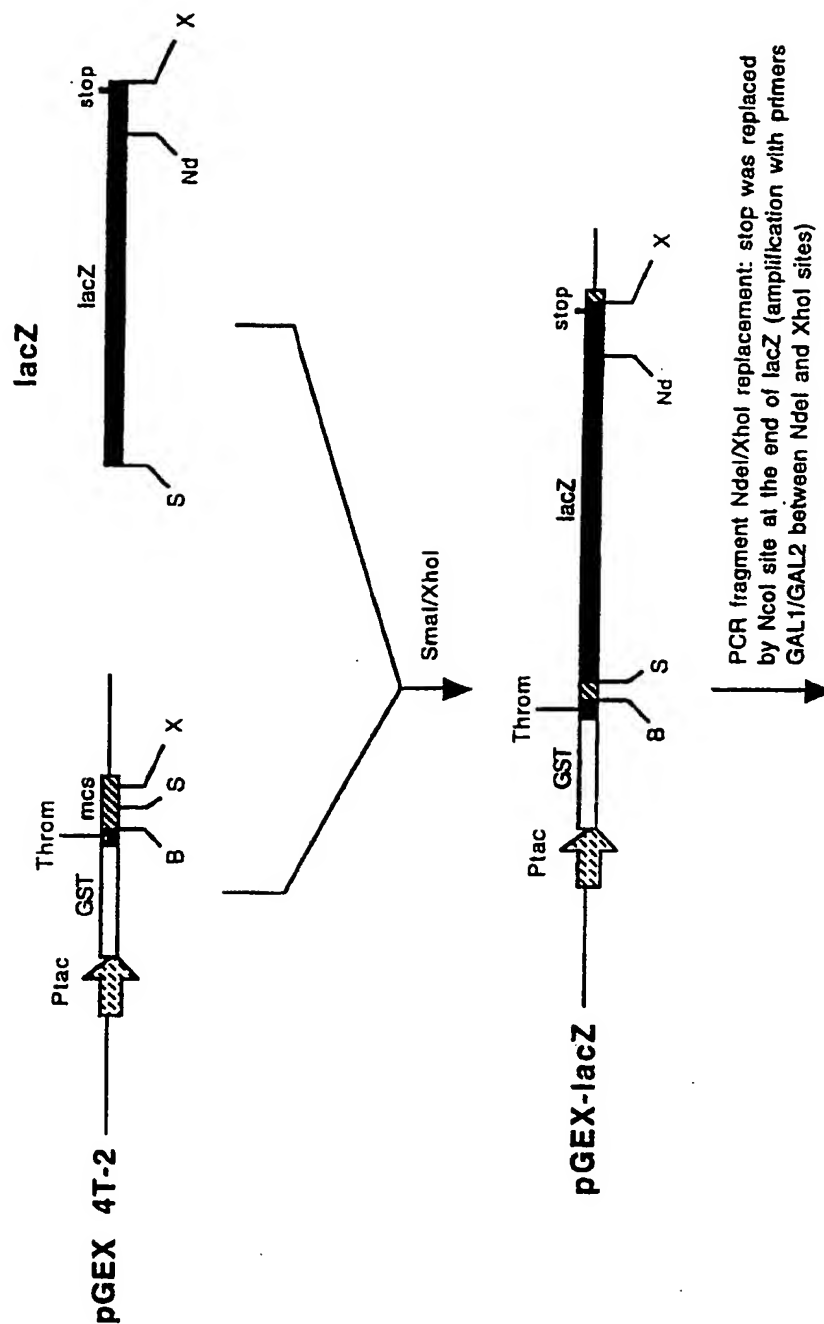 lacZ
pGEX 4T-2
Ptac
GST
Throm
mcs
B
S
X
lacZ
stop
S
Nd
X
SmaI/XhoI
pGEX-lacZ
Ptac
GST
Throm
B
S
lacZ
stop
Nd
X
PCR fragment NdeI/XhoI replacement: stop was replaced
by NcoI site at the end of lacZ (amplification with primers
GAL1/GAL2 between NdeI and XhoI sites)